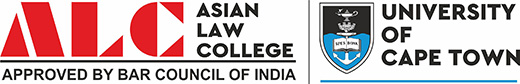 ALC ASIAN
LAW
COLLEGE
APPROVED BY BAR COUNCIL OF INDIA
UNIVERSITY
OF
CAPE TOWN